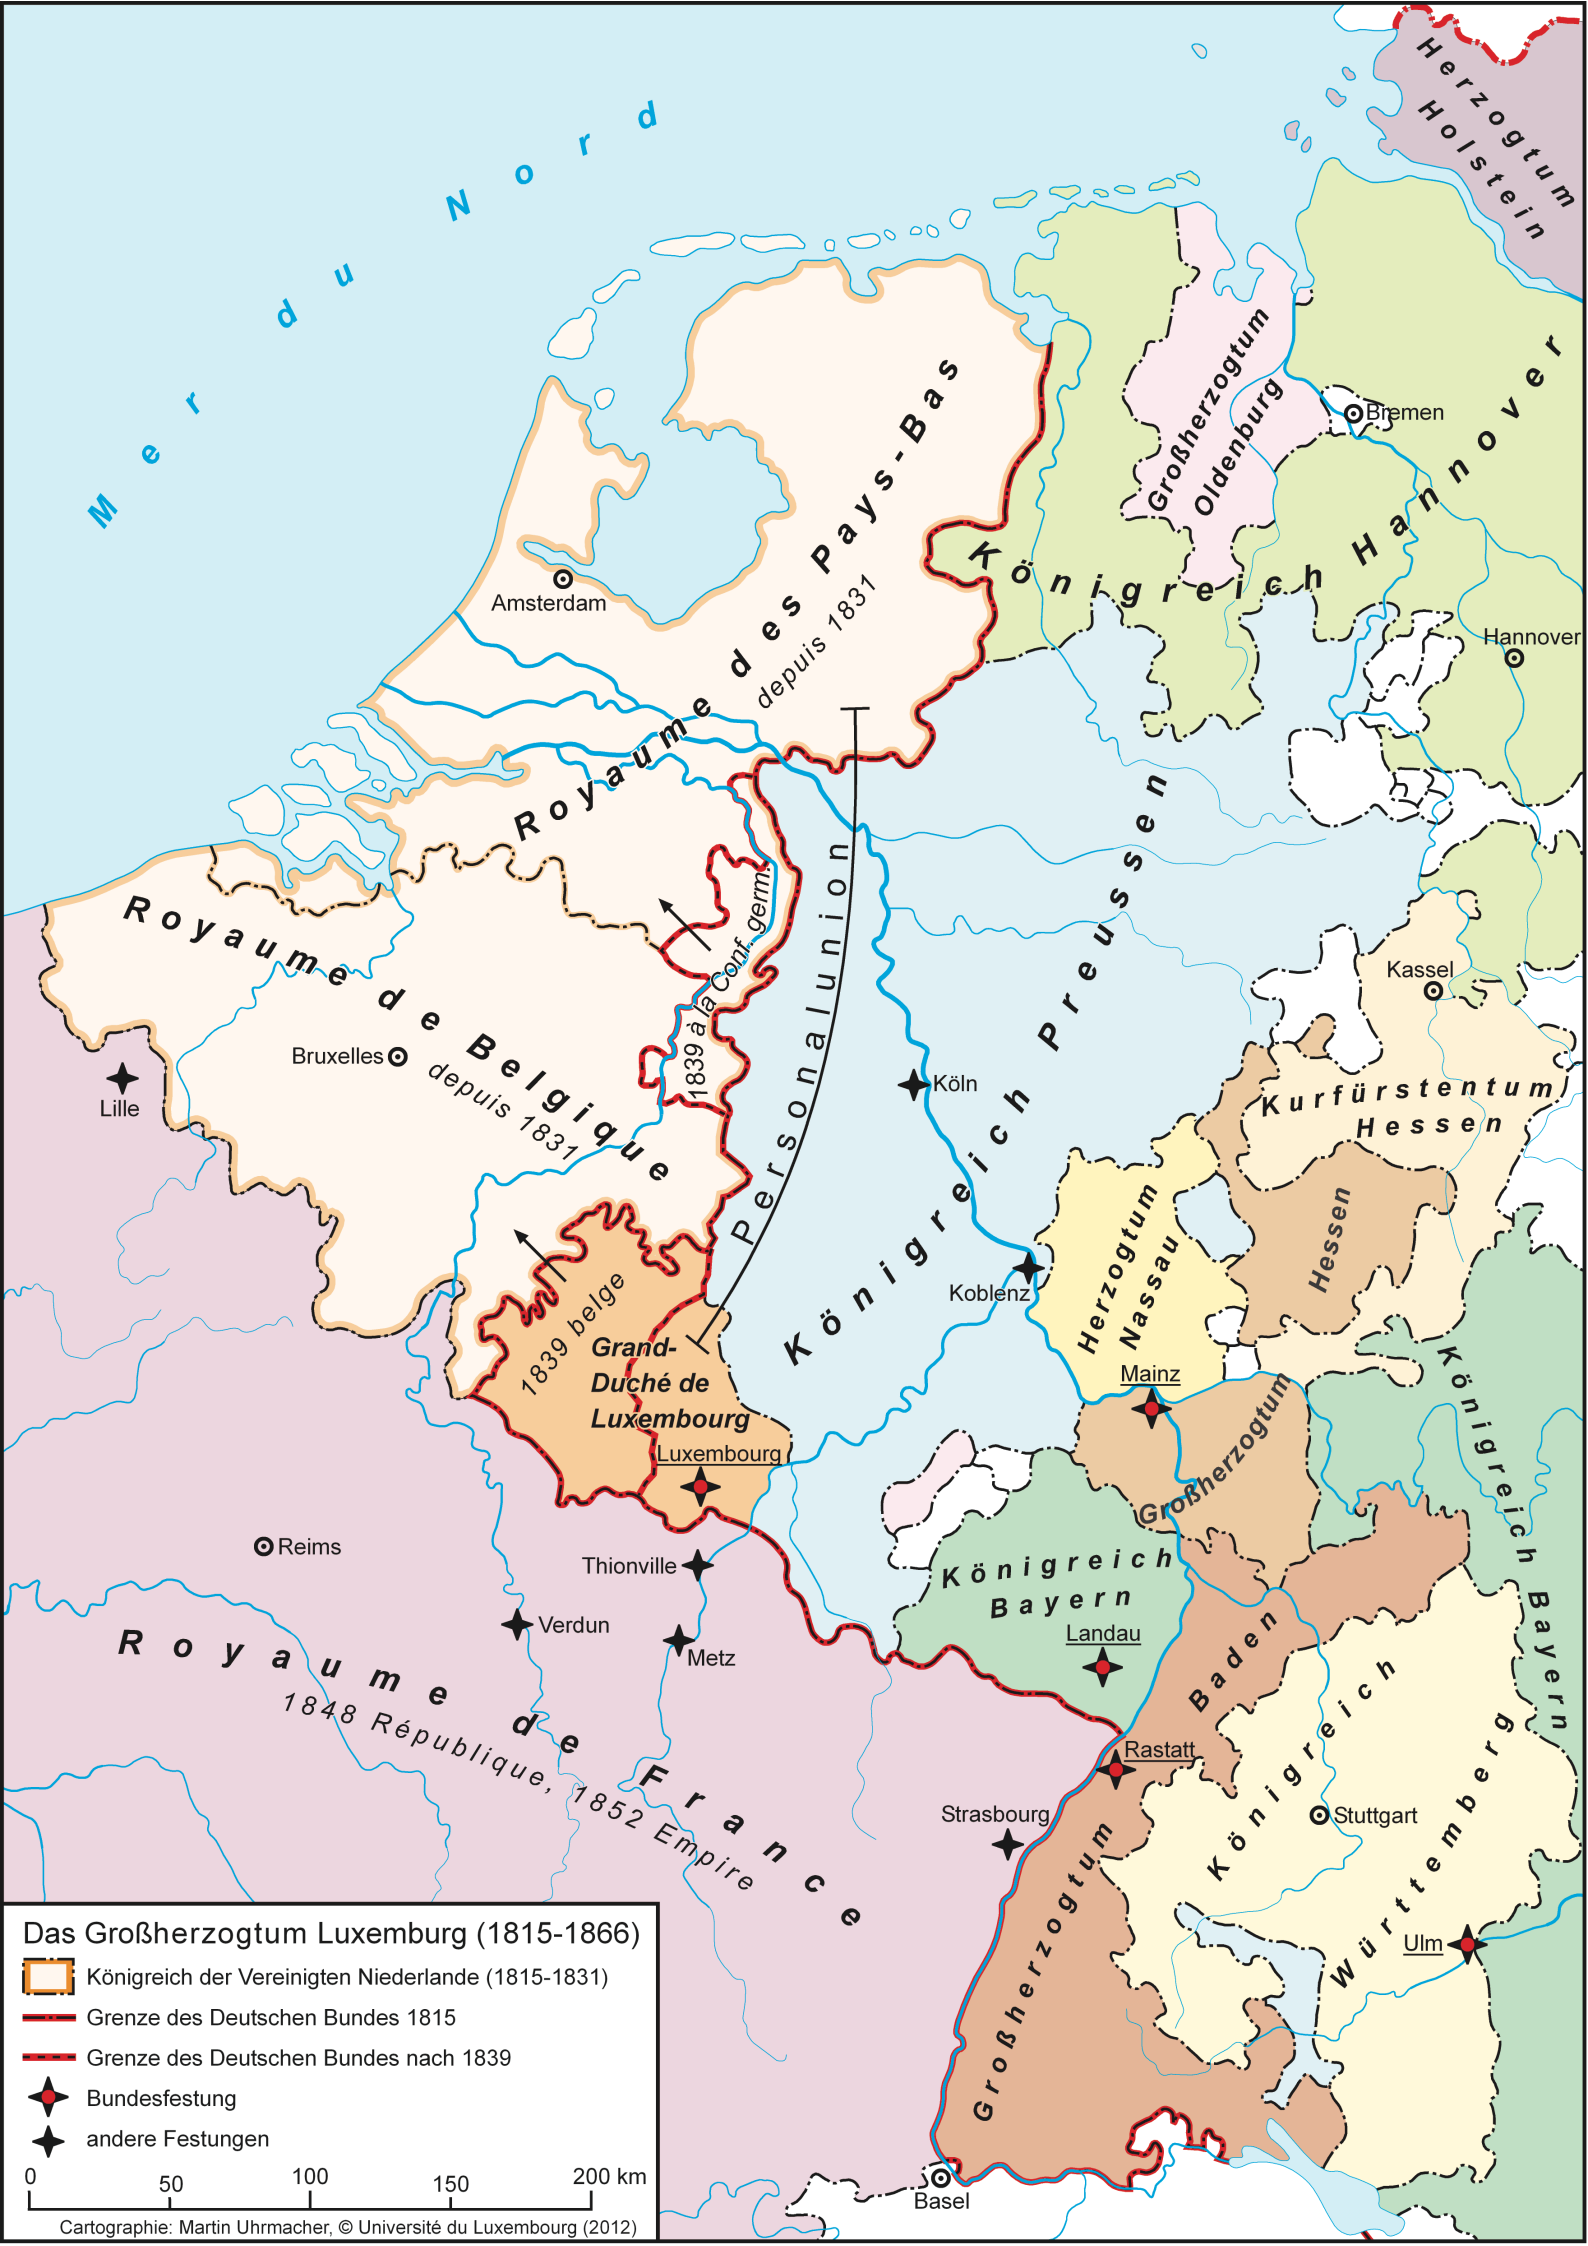 Mer du Nord
Herzogtum
Holstein
Großherzogtum
Oldenburg
Bremen
Königreich Hannover
Hannover
Amsterdam
Royaume des Pays-Bas
depuis 1831
Royaume de Belgique
depuis 1831
Bruxelles
Lille
1839 à la Conf. germ.
Personalunion
Köln
Königreich Preussen
Kassel
Kurfürstentum
Hessen
Hessen
Großherzogtum
Koblenz
Herzogtum
Nassau
Mainz
1839 belge
Grand-
Duché de
Luxembourg
Luxembourg
Königreich Bayern
Königreich
Bayern
Landau
Reims
Thionville
Verdun
Metz
Royaume de France
1848 République, 1852 Empire
Baden
Großherzogtum
Rastatt
Strasbourg
Königreich
Württemberg
Stuttgart
Ulm
Basel
Das Großherzogtum Luxemburg (1815-1866)
Königreich der Vereinigten Niederlande (1815-1831)
Grenze des Deutschen Bundes 1815
Grenze des Deutschen Bundes nach 1839
Bundesfestung
andere Festungen
0 50 100 150 200 km
Cartographie: Martin Uhrmacher, © Université du Luxembourg (2012)